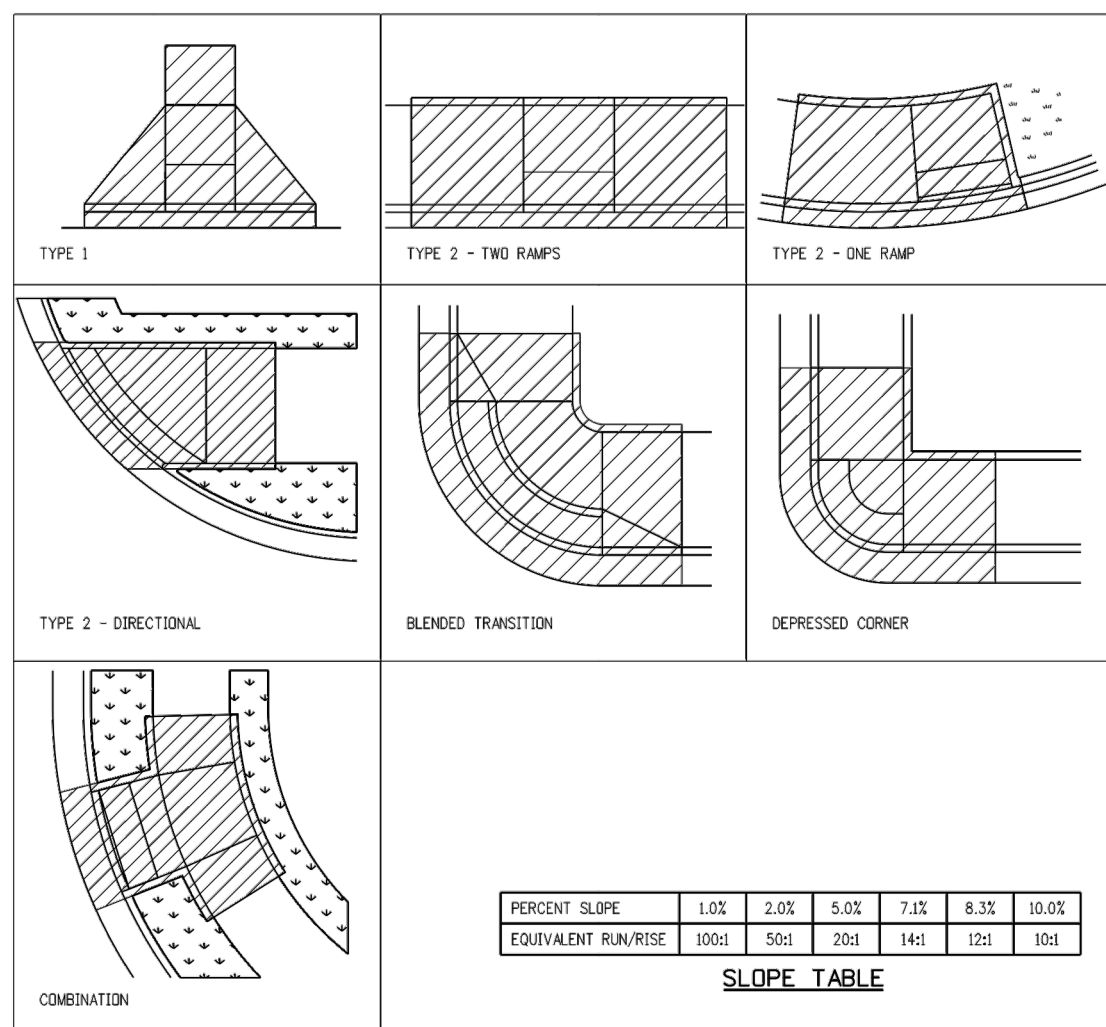 TYPE 1
TYPE 2 - TWO RAMPS
TYPE 2 - ONE RAMP
TYPE 2 - DIRECTIONAL
BLENDED TRANSITION
DEPRESSED CORNER
COMBINATION
PERCENT SLOPE 1.0% 2.0% 5.0% 7.1% 8.3% 10.0%
EQUIVALENT RUN/RISE 100:1 50:1 20:1 14:1 12:1 10:1
SLOPE TABLE